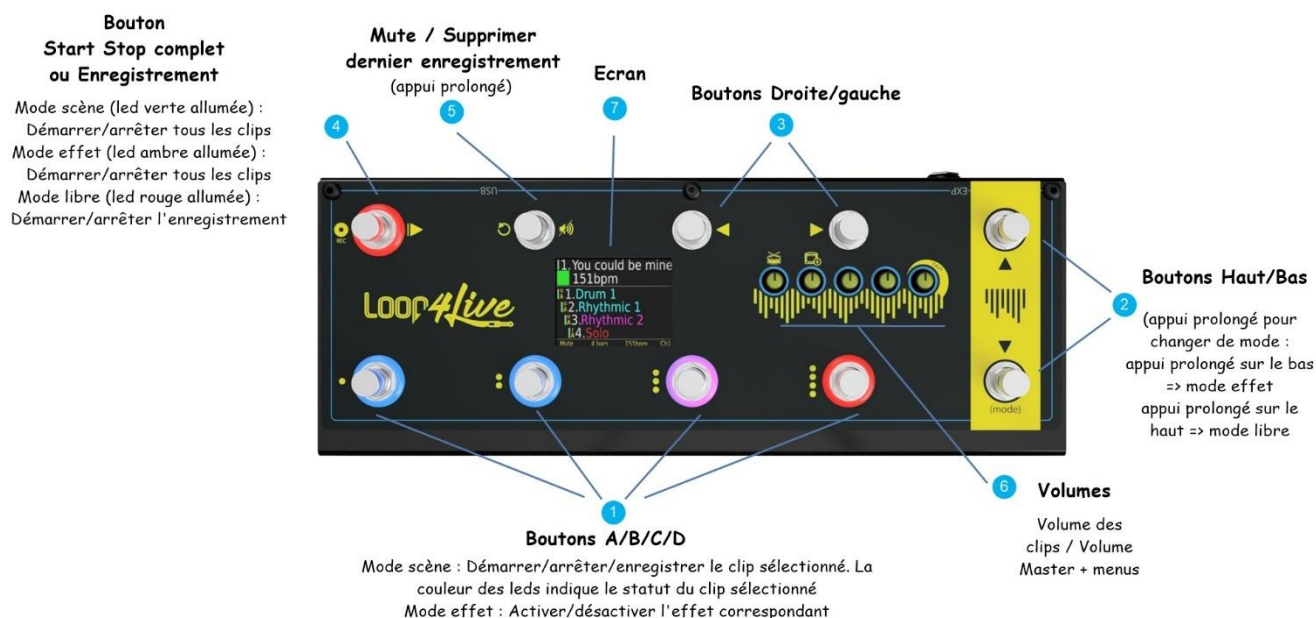 Bouton
Start Stop complet
ou Enregistrement
Mode scène (led verte allumée) :
Démarrer/arrêter tous les clips
Mode effet (led ambre allumée) :
Démarrer/arrêter tous les clips
Mode libre (led rouge allumée) :
Démarrer/arrêter l'enregistrement
4
Mute / Supprimer
dernier enregistrement
(appui prolongé)
5
Ecran
7
Boutons Droite/gauche
3
USB
EXP
REC
Loop4Live
1.You could be mine
151bpm
1.Drum 1
2.Rhythmic 1
3.Rhythmic 2
4.Solo
Mute 4 bars 151bpm Ch1
(mode)
2
Boutons Haut/Bas
(appui prolongé pour
changer de mode :
appui prolongé sur le bas
=> mode effet
appui prolongé sur le
haut => mode libre
6
Volumes
Volume des
clips / Volume
Master + menus
1
Boutons A/B/C/D
Mode scène : Démarrer/arrêter/enregistrer le clip sélectionné. La
couleur des leds indique le statut du clip sélectionné
Mode effet : Activer/désactiver l'effet correspondant